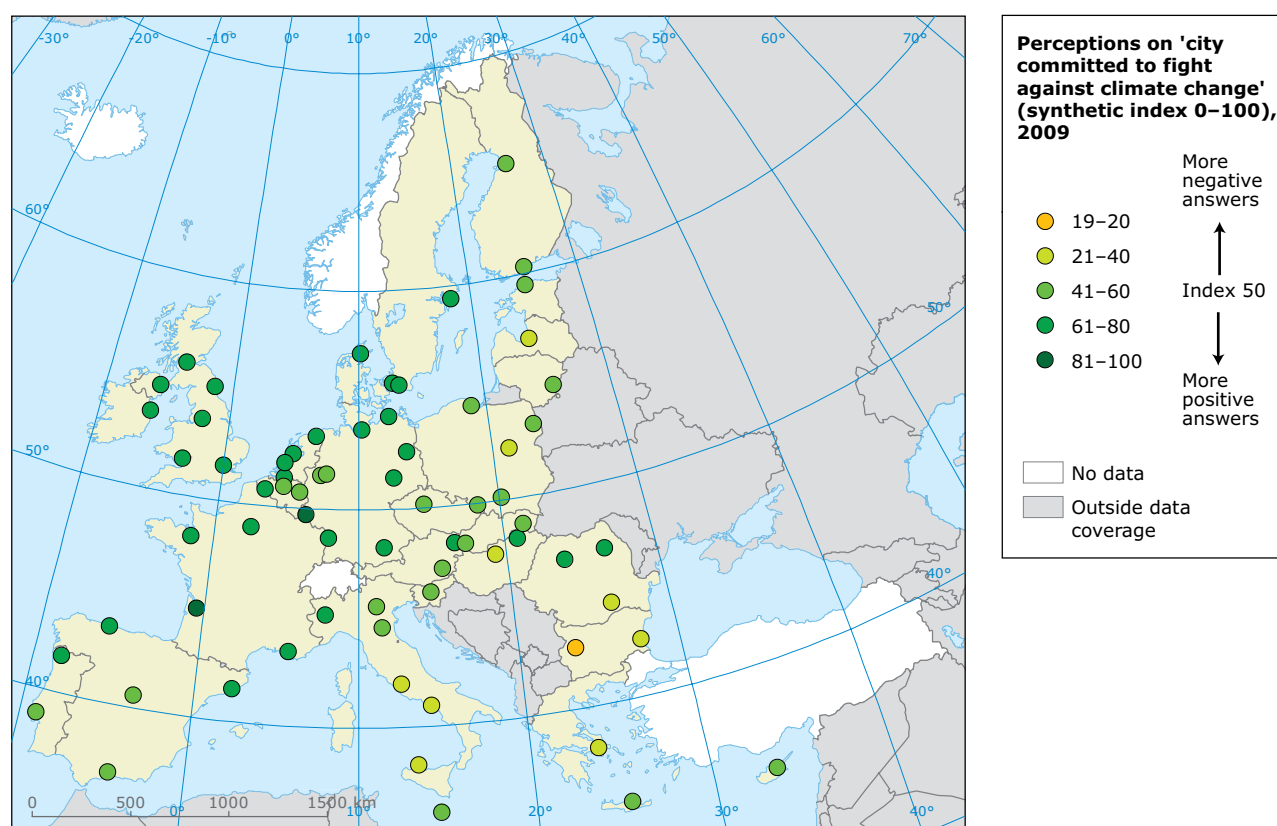 -30°
-20°
-10°
0°
10°
20°
30°
40°
50°
60°
70°
60°
50°
50°
40°
40°
0
500
1000
1500 km
0°
10°
20°
30°
40°
Perceptions on 'city
committed to fight
against climate change'
(synthetic index 0–100),
2009
More
negative
answers
19–20
21–40
41–60
Index 50
61–80
81–100
More
positive
answers
No data
Outside data
coverage